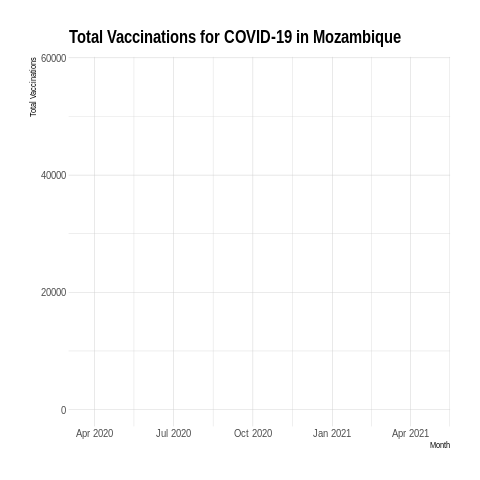 Total Vaccinations for COVID-19 in Mozambique
Total Vaccinations
60000
40000
20000
0
Apr 2020 Jul 2020 Oct 2020 Jan 2021 Apr 2021
Month